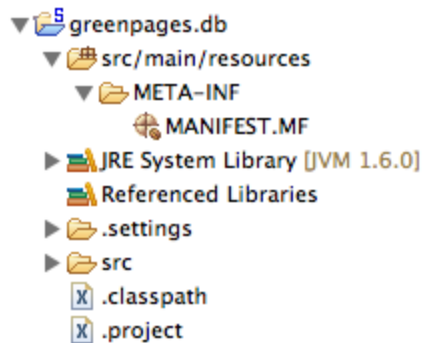 greenpages.db
src/main/resources
META-INF
MANIFEST.MF
JRE System Library [JVM 1.6.0]
Referenced Libraries
.settings
src
.classpath
.project